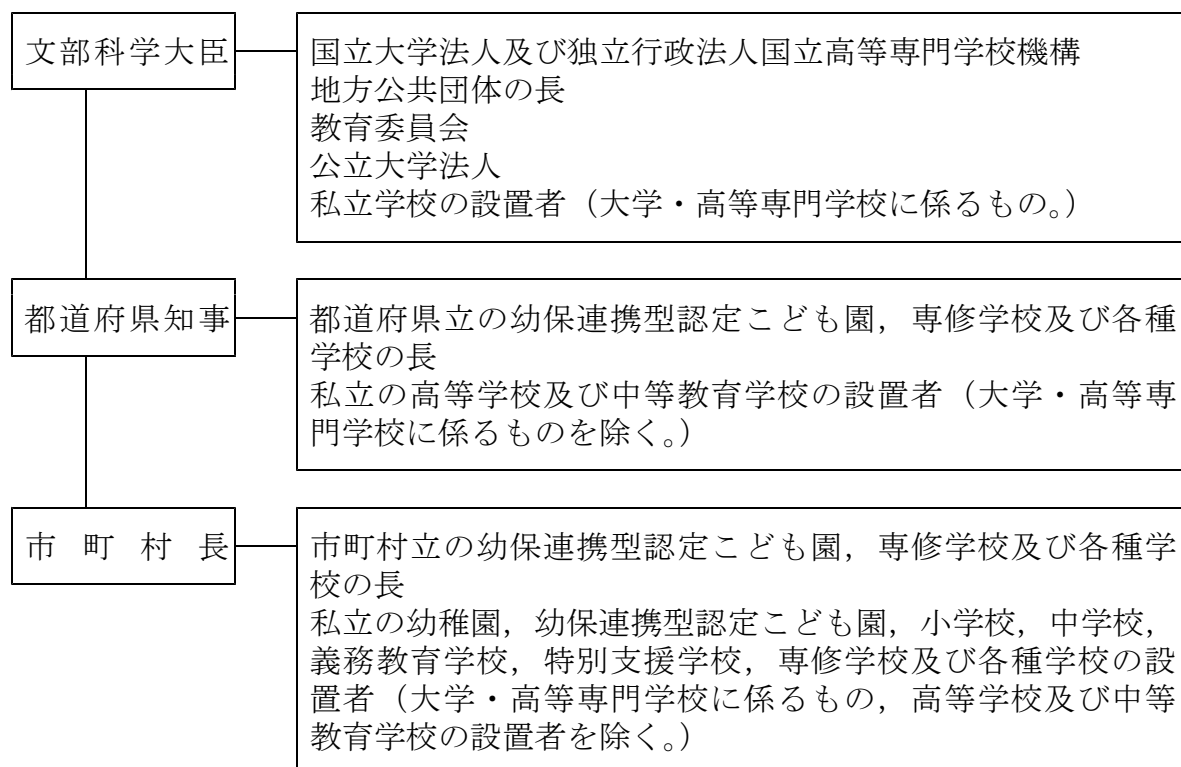 文部科学大臣
国立大学法人及び独立行政法人国立高等専門学校機構
地方公共団体の長
教育委員会
公立大学法人
私立学校の設置者（大学・高等専門学校に係るもの。）
都道府県知事
都道府県立の幼保連携型認定こども園，専修学校及び各種
学校の長
私立の高等学校及び中等教育学校の設置者（大学・高等専
門学校に係るものを除く。）
市町村長
市町村立の幼保連携型認定こども園，専修学校及び各種学
校の長
私立の幼稚園，幼保連携型認定こども園，小学校，中学校，
義務教育学校，特別支援学校，専修学校及び各種学校の設
置者（大学・高等専門学校に係るもの，高等学校及び中等
教育学校の設置者を除く。）